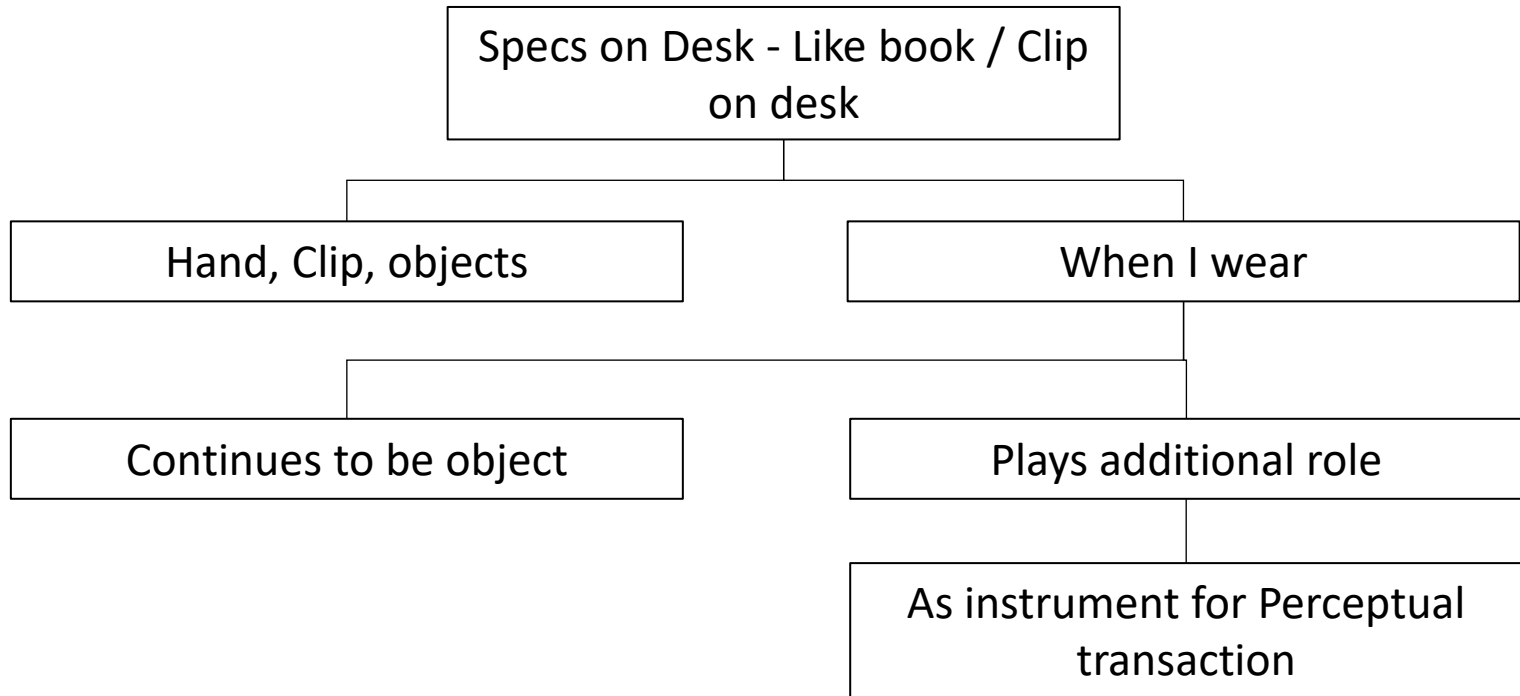 Specs on Desk - Like book / Clip
on desk
Hand, Clip, objects
When I wear
Continues to be object
Plays additional role
As instrument for Perceptual
transaction